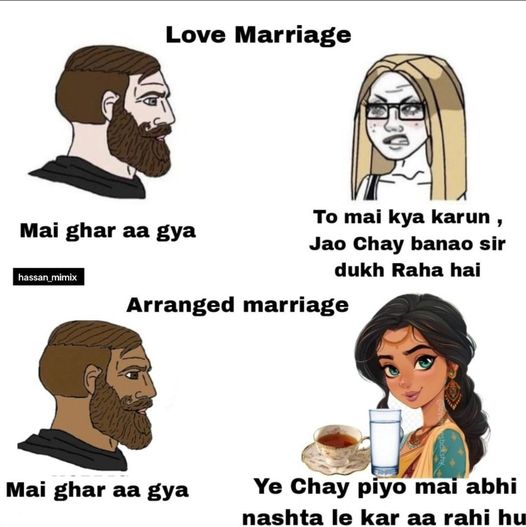 Love Marriage
Mai ghar aa gya
To mai kya karun ,
Jao Chay banao sir
dukh Raha hai
hassan_mimix
Arranged marriage
Mai ghar aa gya
Ye Chay piyo mai abhi
nashta le kar aa rahi hu